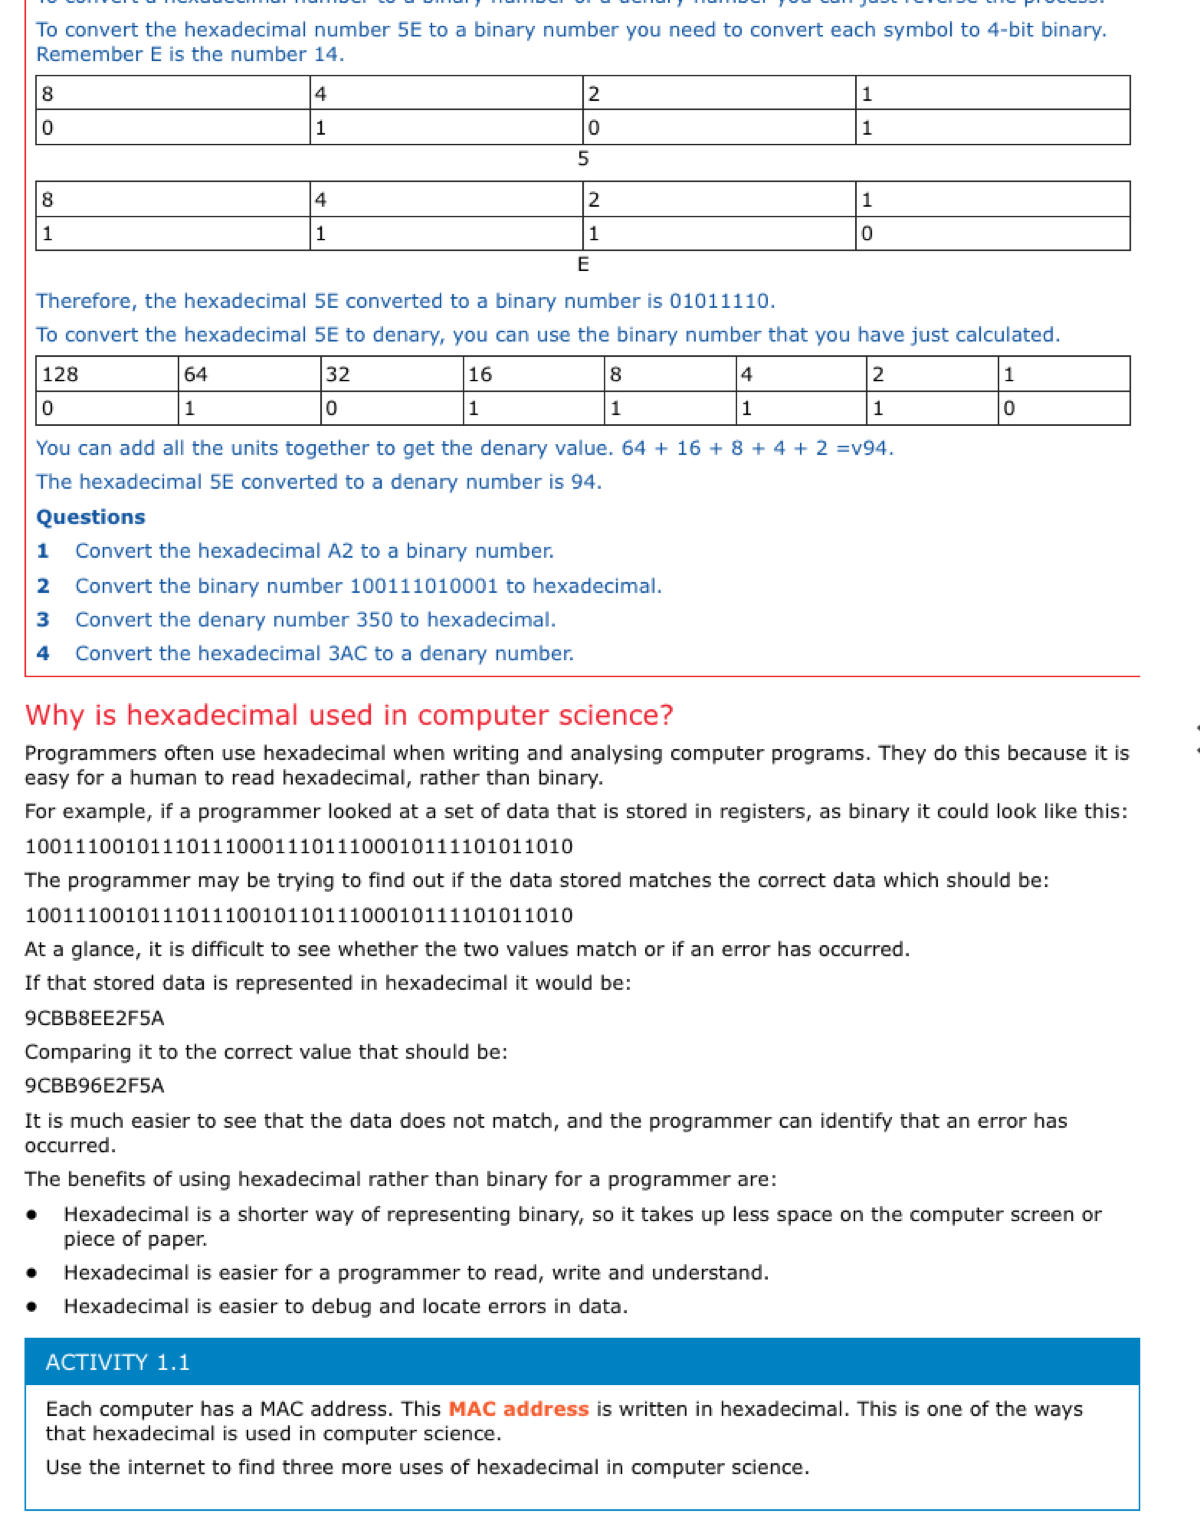 To convert a hexadecimal number to a binary number or a denary number you can just reverse the process.
To convert the hexadecimal number 5E to a binary number you need to convert each symbol to 4-bit binary.
Remember E is the number 14.
8 4 2 1
0 1 0 1
5
8 4 2 1
1 1 1 0
E
Therefore, the hexadecimal 5E converted to a binary number is 01011110.
To convert the hexadecimal 5E to denary, you can use the binary number that you have just calculated.
128 64 32 16 8 4 2 1
0 1 0 1 1 1 1 0
You can add all the units together to get the denary value. 64 + 16 + 8 + 4 + 2 =v94.
The hexadecimal 5E converted to a denary number is 94.
Questions
1 Convert the hexadecimal A2 to a binary number.
2 Convert the binary number 100111010001 to hexadecimal.
3 Convert the denary number 350 to hexadecimal.
4 Convert the hexadecimal 3AC to a denary number.
Why is hexadecimal used in computer science?
Programmers often use hexadecimal when writing and analysing computer programs. They do this because it is
easy for a human to read hexadecimal, rather than binary.
For example, if a programmer looked at a set of data that is stored in registers, as binary it could look like this:
10011100101110111000111011100010111101011010
The programmer may be trying to find out if the data stored matches the correct data which should be:
10011100101110111001011011100010111101011010
At a glance, it is difficult to see whether the two values match or if an error has occurred.
If that stored data is represented in hexadecimal it would be:
9CBB8EE2F5A
Comparing it to the correct value that should be:
9CBB96E2F5A
It is much easier to see that the data does not match, and the programmer can identify that an error has
occurred.
The benefits of using hexadecimal rather than binary for a programmer are:
● Hexadecimal is a shorter way of representing binary, so it takes up less space on the computer screen or
piece of paper.
● Hexadecimal is easier for a programmer to read, write and understand.
● Hexadecimal is easier to debug and locate errors in data.
ACTIVITY 1.1
Each computer has a MAC address. This MAC address is written in hexadecimal. This is one of the ways
that hexadecimal is used in computer science.
Use the internet to find three more uses of hexadecimal in computer science.